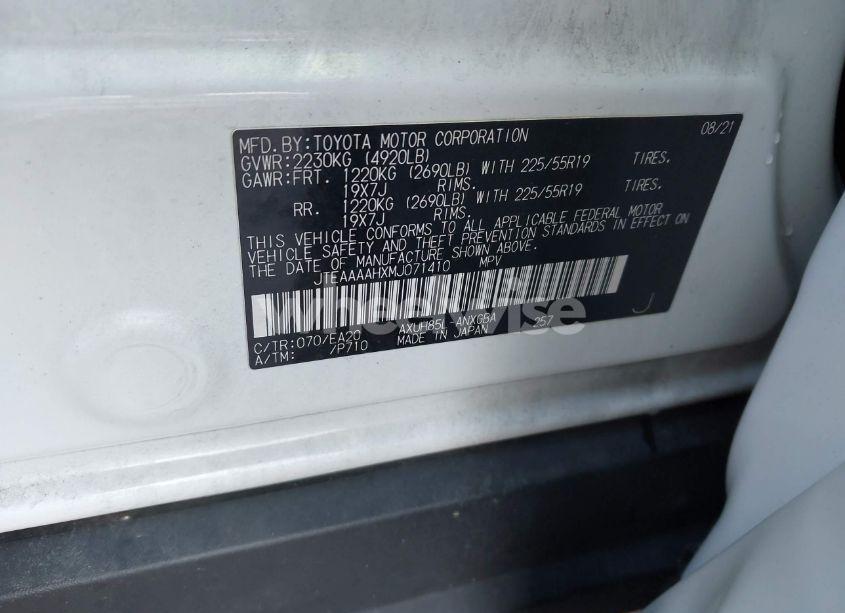 08/21
MFD.BY:TOYOTA MOTOR CORPORATION
GVWR:2230KG (4920LB)
GAWR:FRT. 1220KG (2690LB) WITH 225/55R19 TIRES.
19X7J RIMS.
RR. 1220KG (2690LB) WITH 225/55R19 TIRES.
19X7J RIMS.
THIS VEHICLE CONFORMS TO ALL APPLICABLE FEDERAL MOTOR
VEHICLE SAFETY AND THEFT PREVENTION STANDARDS IN EFFECT ON
THE DATE OF MANUFACTURE SHOWN ABOVE.
JTEAAAAHXMJ071410 MPV
wheelwise
C/TR:070/EA20 AXUH85L-ANXGBA 257 J
A/TM: /P710 MADE IN JAPAN